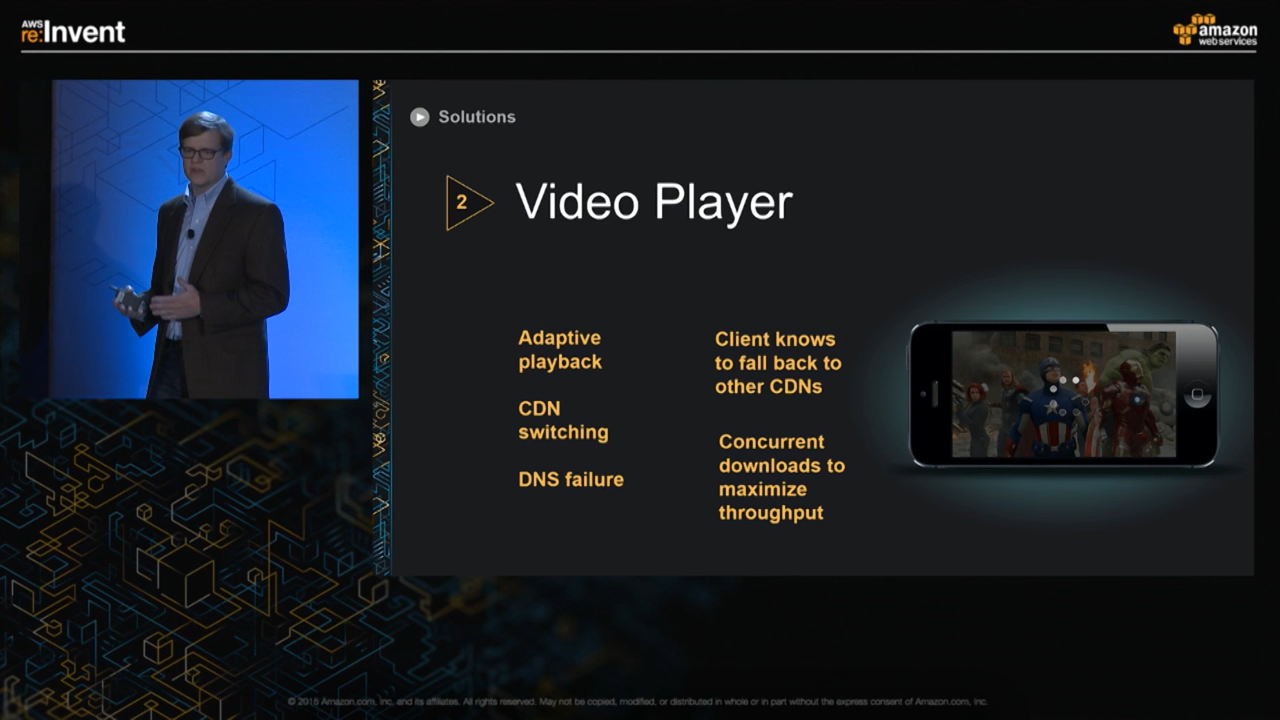 AWS
re:Invent
amazon
web services
Solutions
2
Video Player
Adaptive
playback
CDN
switching
DNS failure
Client knows
to fall back to
other CDNs
Concurrent
downloads to
maximize
throughput
© 2015 Amazon.com, Inc. and its affiliates. All rights reserved. May not be copied, modified, or distributed in whole or in part without the express consent of Amazon.com, Inc.